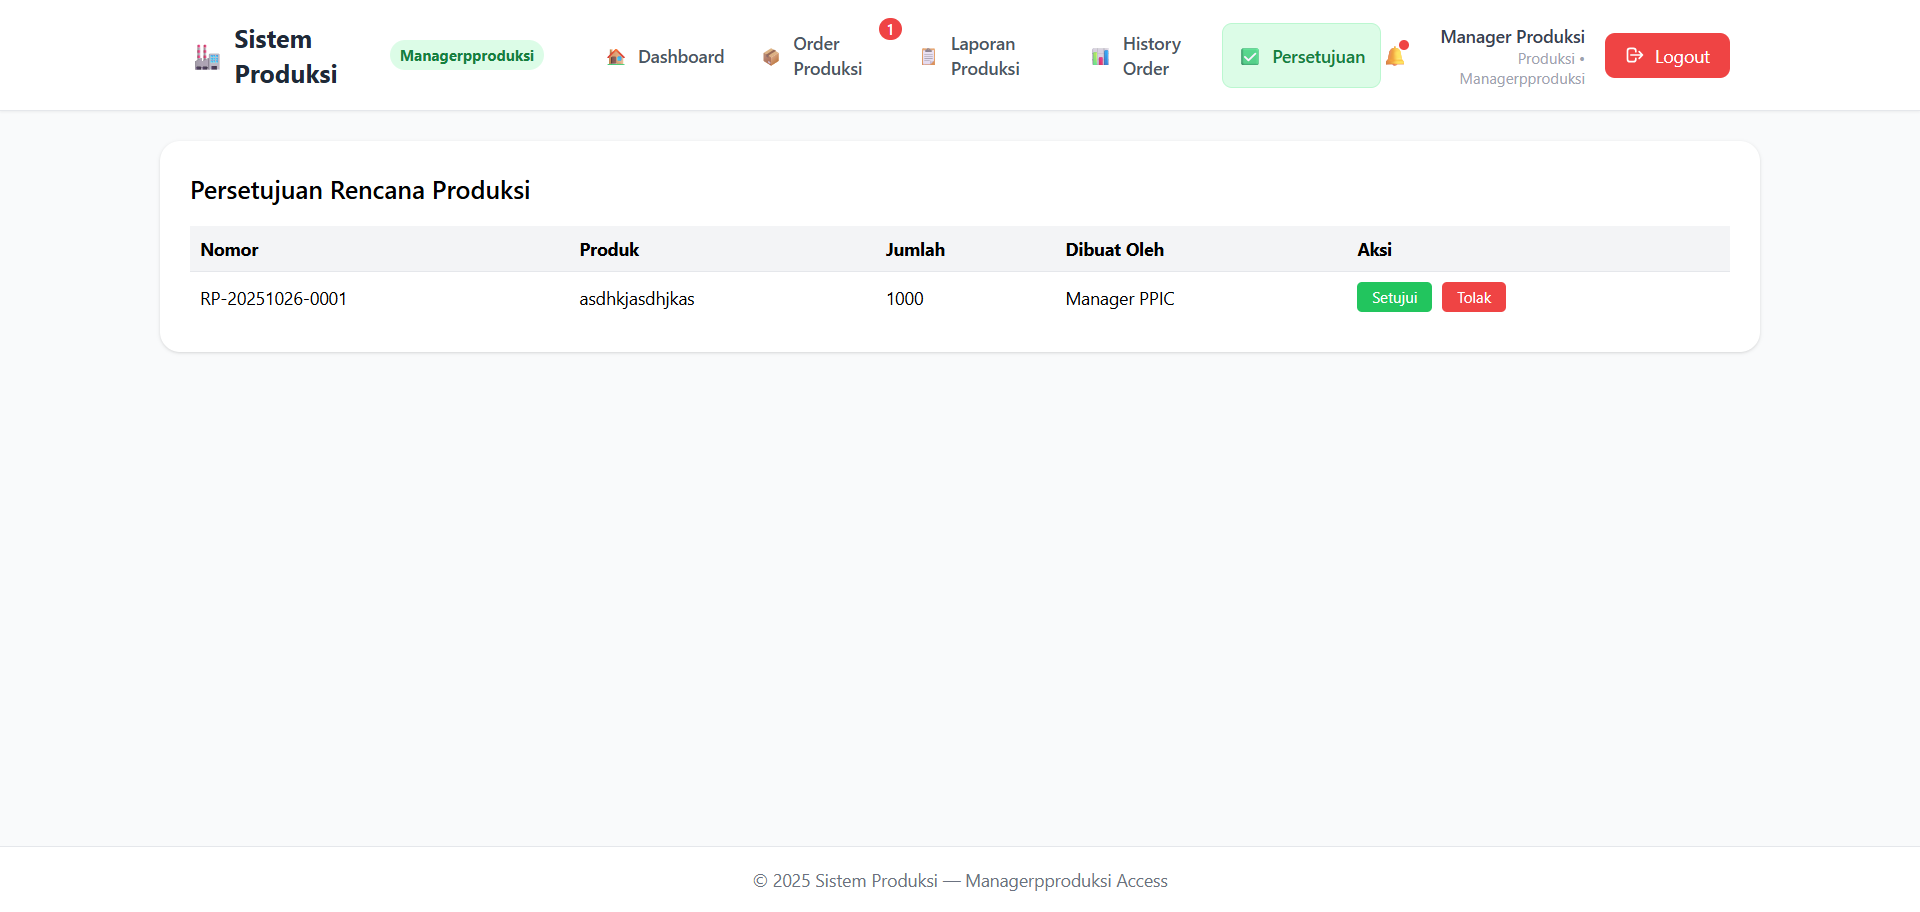 Sistem
Produksi
Managerpproduksi
Dashboard
Order
Produksi
1
Laporan
Produksi
History
Order
Persetujuan
Manager Produksi
Produksi •
Managerpproduksi
Logout
Persetujuan Rencana Produksi
Nomor Produk Jumlah Dibuat Oleh Aksi
RP-20251026-0001 asdhkjasdhjkas 1000 Manager PPIC Setujui Tolak
© 2025 Sistem Produksi — Managerpproduksi Access